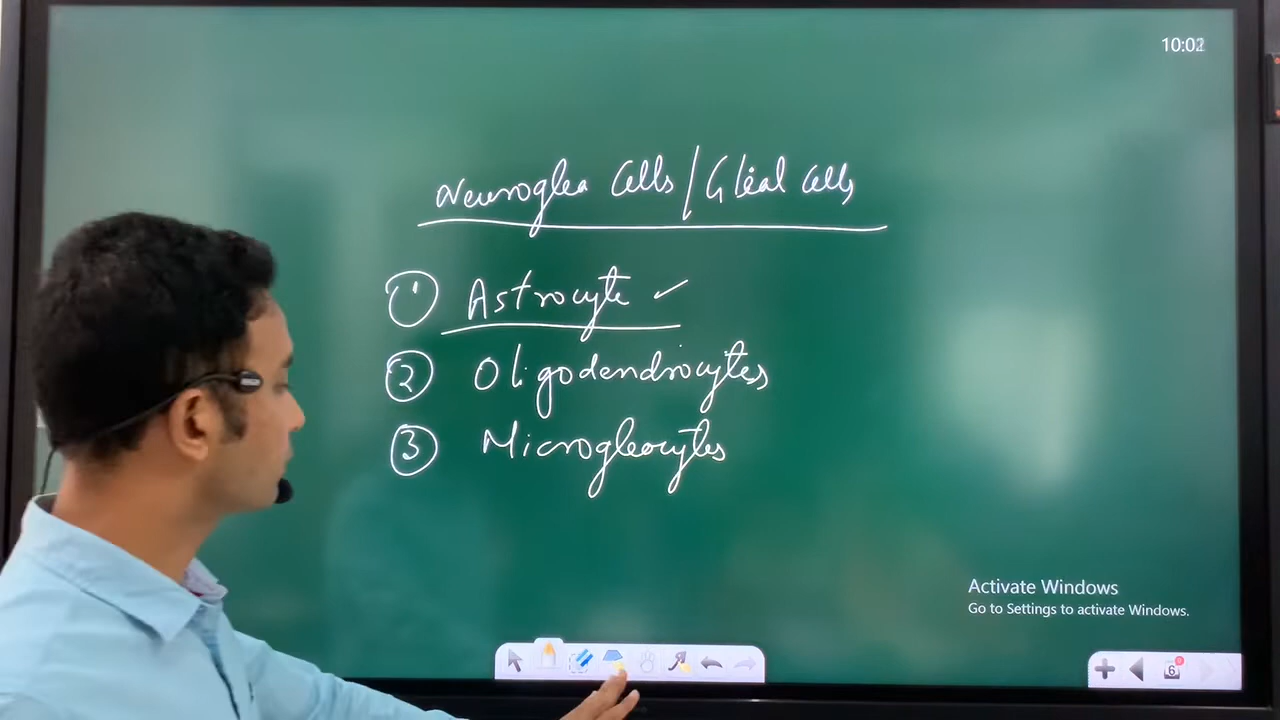 10:02
Neuroglea Cells / Glial Cells
① Astrocyte ✓
② Oligodendrocytes
③ Microgleocytes
Activate Windows
Go to Settings to activate Windows.
6